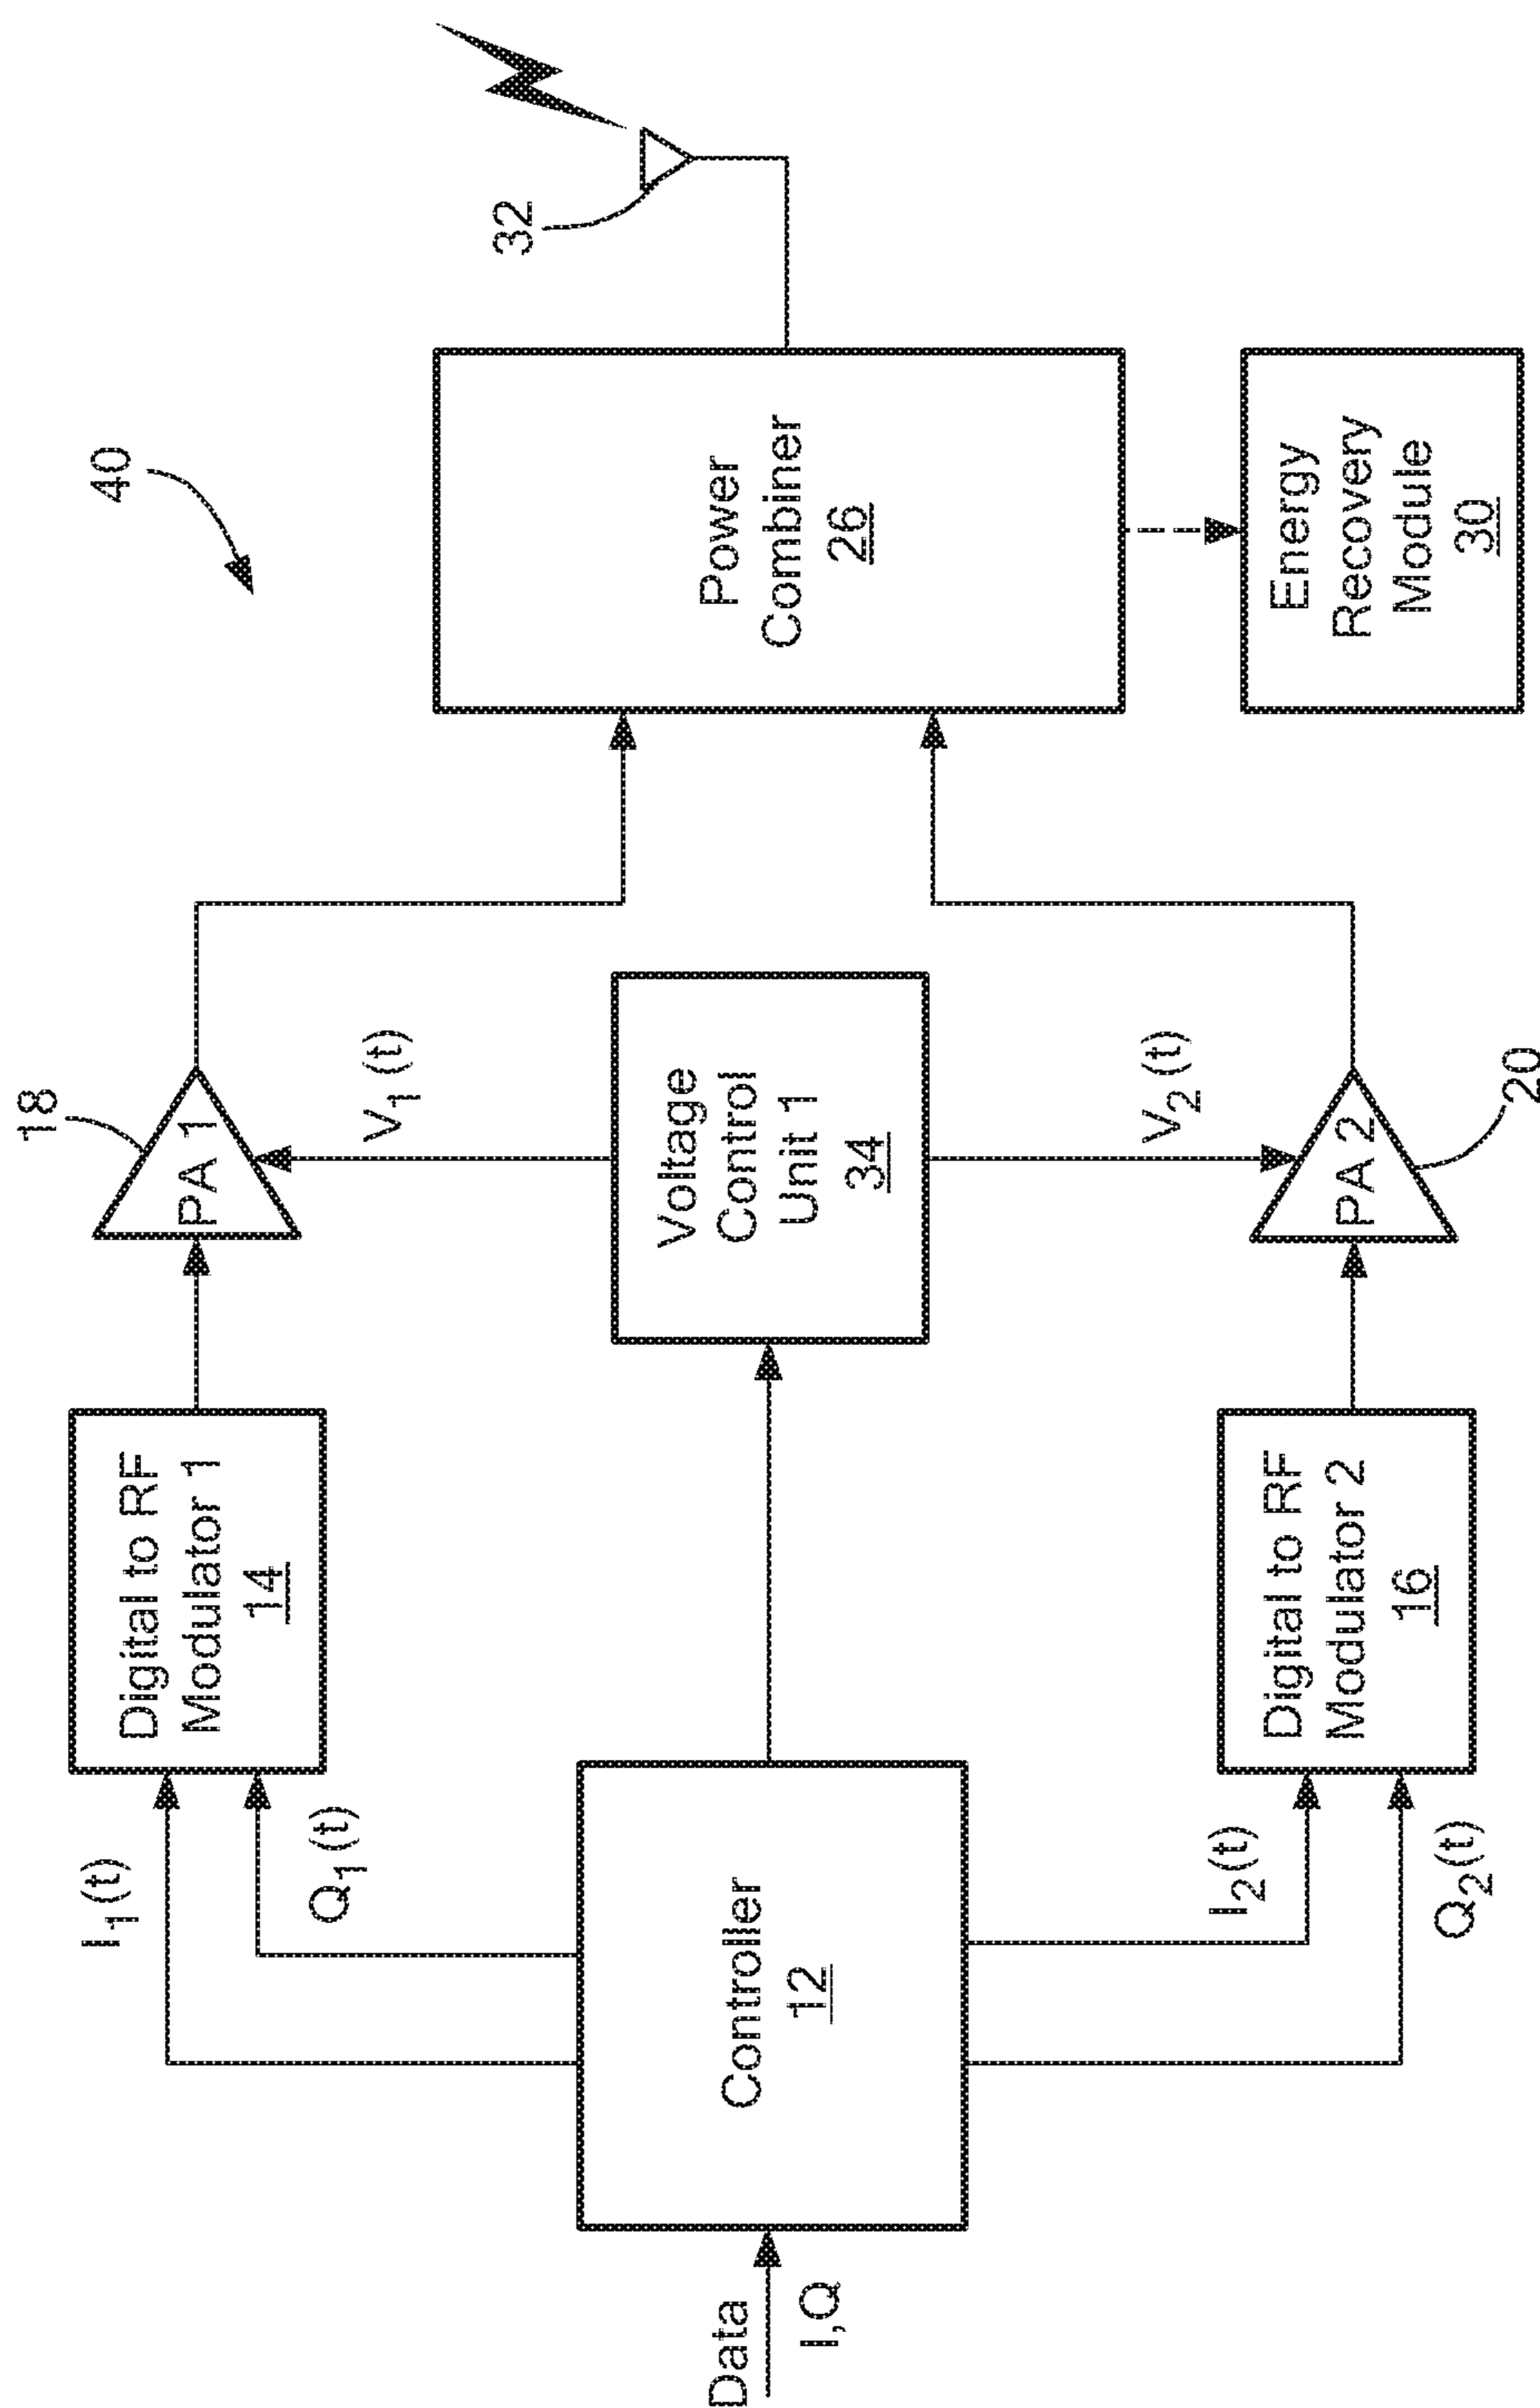 40
18
Digital to RF
Modulator 1
14
PA 1
I₁(t)
Q₁(t)
V₁(t)
32
Data
I,Q
Controller
12
Voltage
Control
Unit 1
34
Power
Combiner
26
I₂(t)
Q₂(t)
V₂(t)
Digital to RF
Modulator 2
16
PA 2
20
Energy
Recovery
Module
30